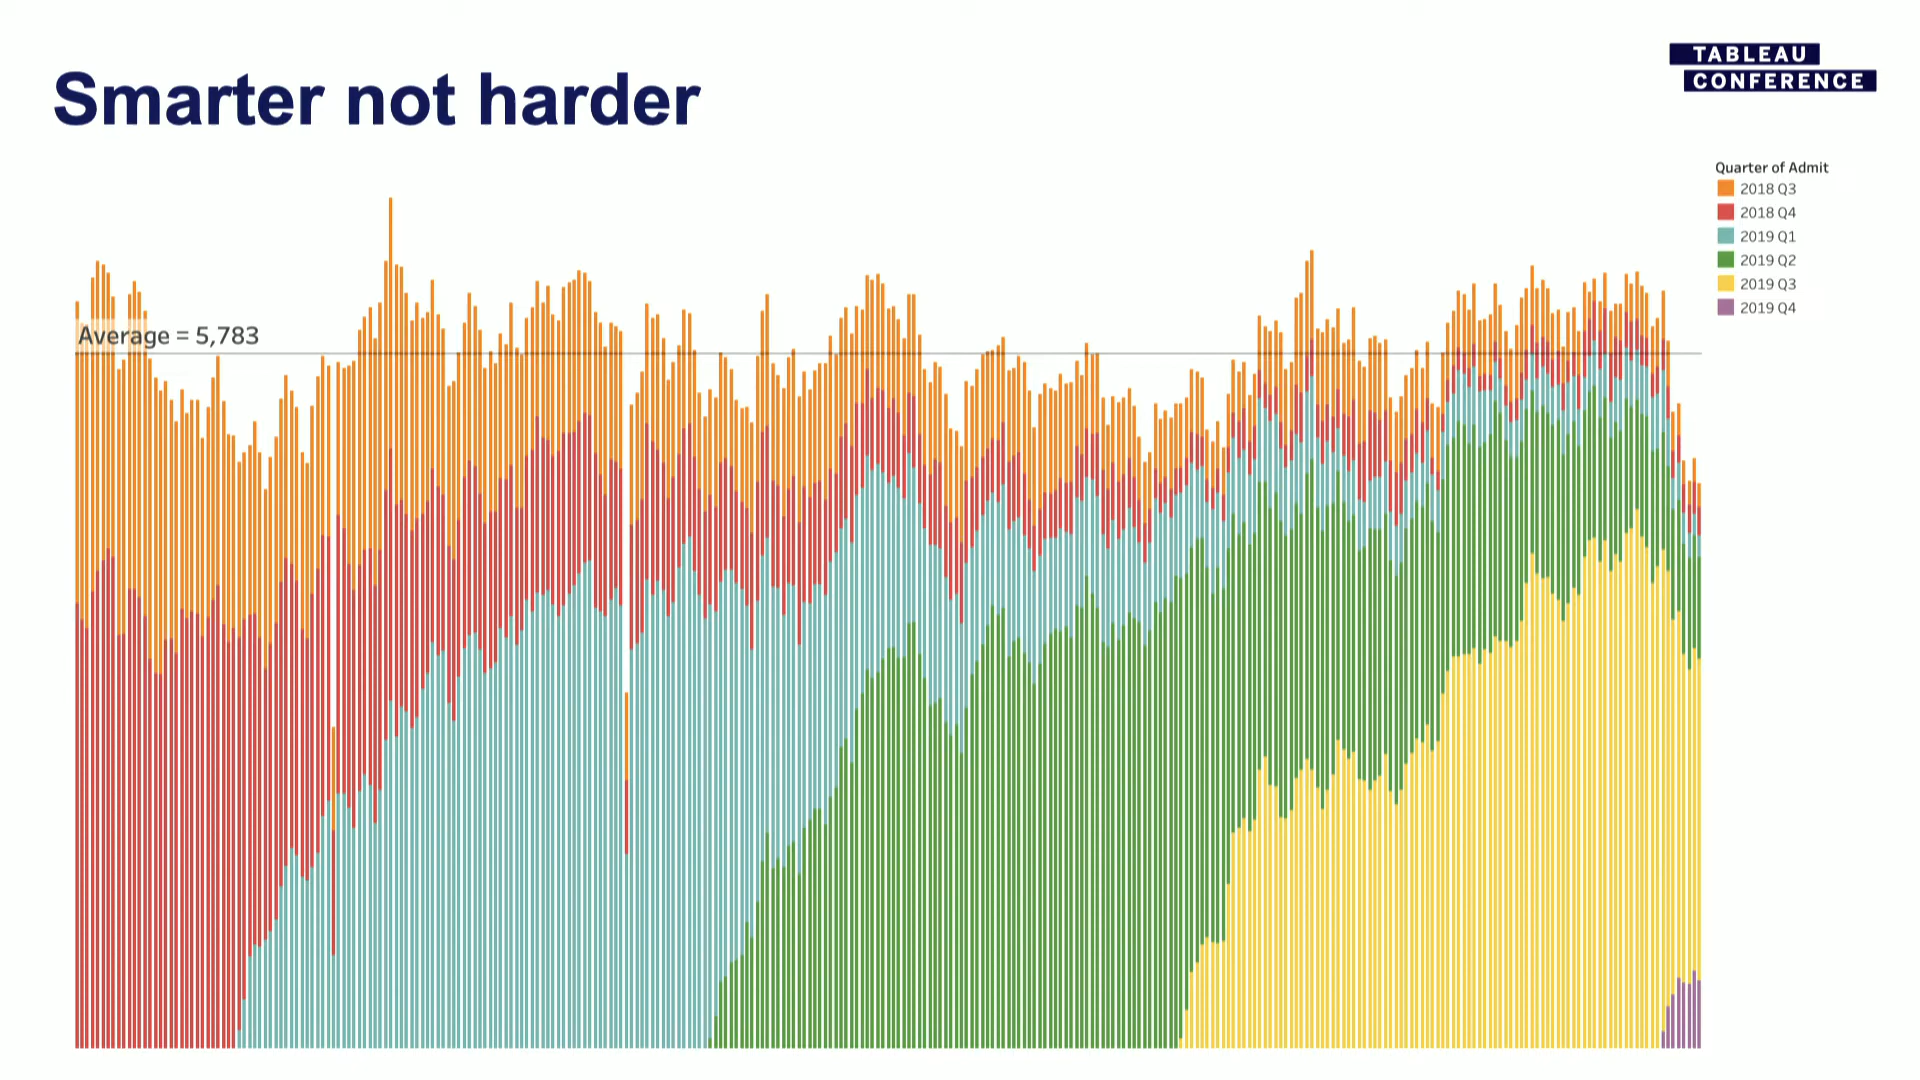 Smarter not harder
TABLEAU
CONFERENCE
Quarter of Admit
2018 Q3
2018 Q4
2019 Q1
2019 Q2
2019 Q3
2019 Q4
Average = 5,783